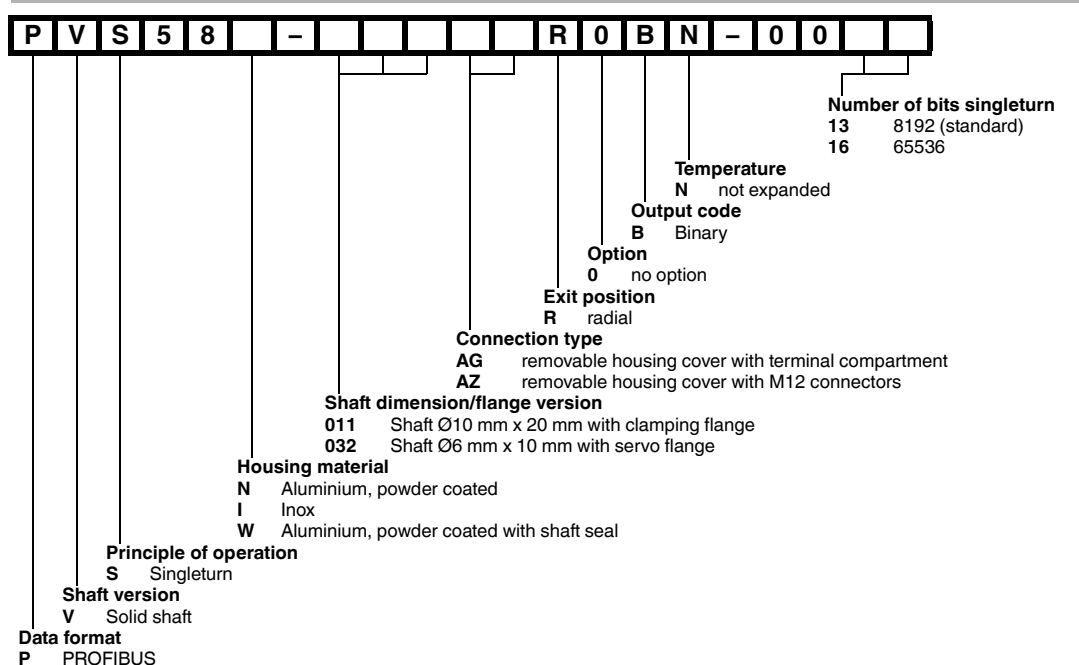 P V S 5 8 – R 0 B N – 0 0
Number of bits singleturn
13 8192 (standard)
16 65536
Temperature
N not expanded
Output code
B Binary
Option
0 no option
Exit position
R radial
Connection type
AG removable housing cover with terminal compartment
AZ removable housing cover with M12 connectors
Shaft dimension/flange version
011 Shaft Ø10 mm x 20 mm with clamping flange
032 Shaft Ø6 mm x 10 mm with servo flange
Housing material
N Aluminium, powder coated
I Inox
W Aluminium, powder coated with shaft seal
Principle of operation
S Singleturn
Shaft version
V Solid shaft
Data format
P PROFIBUS